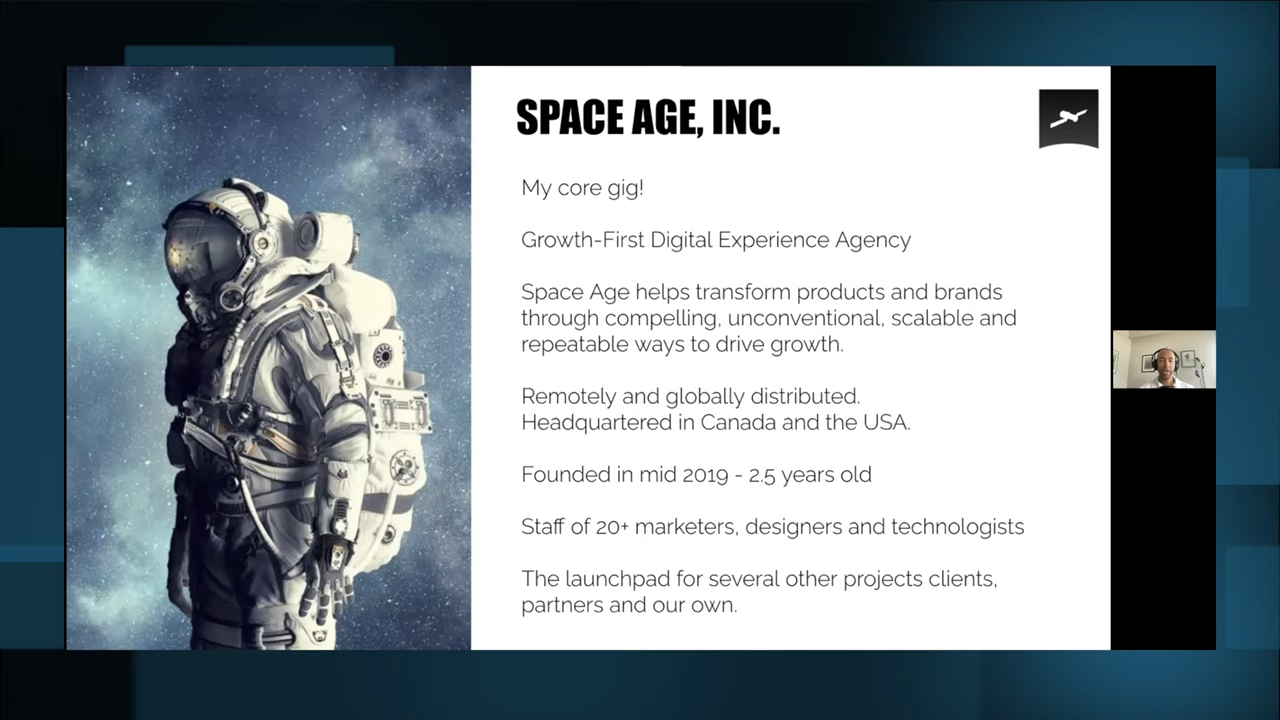 SPACE AGE, INC.
My core gig!
Growth-First Digital Experience Agency
Space Age helps transform products and brands
through compelling, unconventional, scalable and
repeatable ways to drive growth.
Remotely and globally distributed.
Headquartered in Canada and the USA.
Founded in mid 2019 - 2.5 years old
Staff of 20+ marketers, designers and technologists
The launchpad for several other projects clients,
partners and our own.